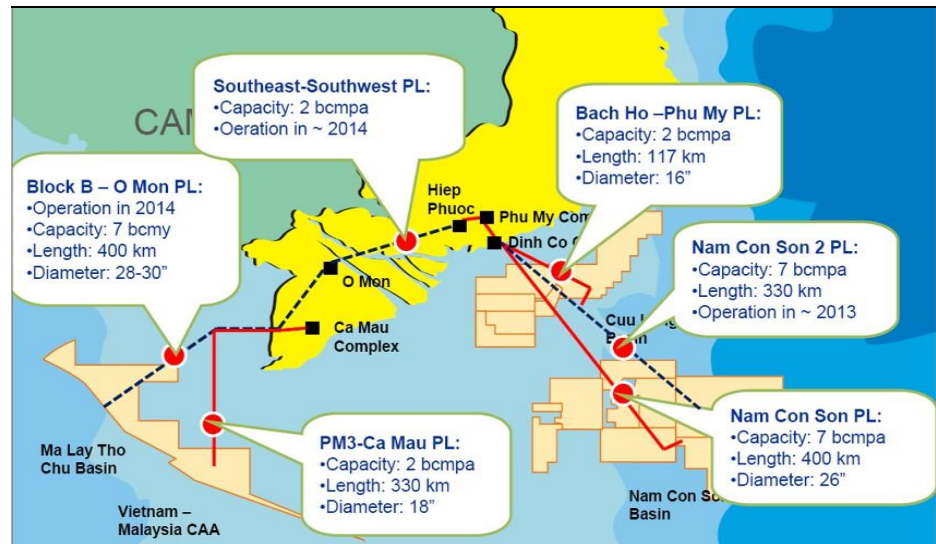 CAM
Southeast-Southwest PL:
•Capacity: 2 bcmpa
•Oeration in ~ 2014
Bach Ho –Phu My PL:
•Capacity: 2 bcmpa
•Length: 117 km
•Diameter: 16”
Block B – O Mon PL:
•Operation in 2014
•Capacity: 7 bcmy
•Length: 400 km
•Diameter: 28-30”
Hiep
Phuoc
Phu My Com
Dinh Co
Nam Con Son 2 PL:
•Capacity: 7 bcmpa
•Length: 330 km
•Operation in ~ 2013
O Mon
Ca Mau
Complex
Cuu Long
Basin
PM3-Ca Mau PL:
•Capacity: 2 bcmpa
•Length: 330 km
•Diameter: 18”
Nam Con Son PL:
•Capacity: 7 bcmpa
•Length: 400 km
•Diameter: 26”
Ma Lay Tho
Chu Basin
Vietnam –
Malaysia CAA
Nam Con Son
Basin